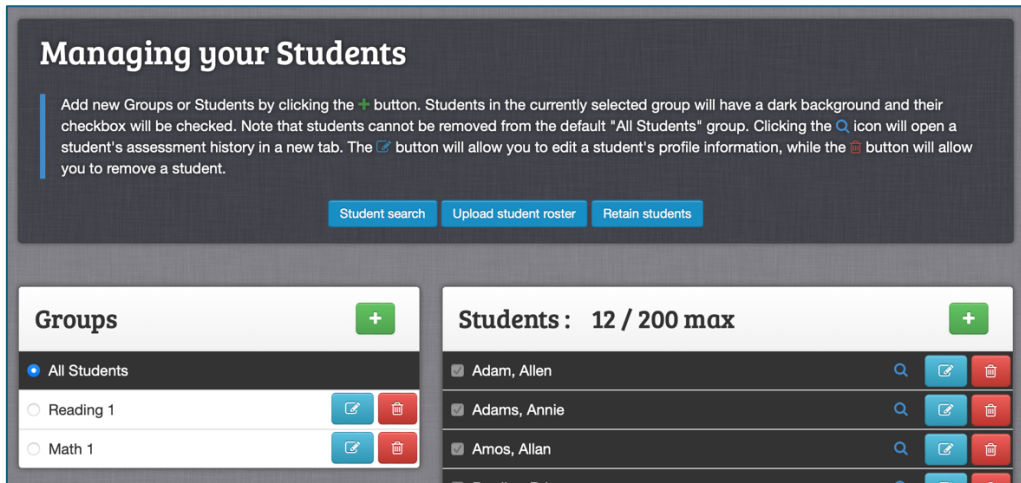 Managing your Students
Add new Groups or Students by clicking the + button. Students in the currently selected group will have a dark background and their
checkbox will be checked. Note that students cannot be removed from the default "All Students" group. Clicking the icon will open a
student's assessment history in a new tab. The button will allow you to edit a student's profile information, while the button will allow
you to remove a student.
Student search Upload student roster Retain students
Groups +
Students : 12 / 200 max +
All Students
Reading 1
Math 1
Adam, Allen
Adams, Annie
Amos, Allan